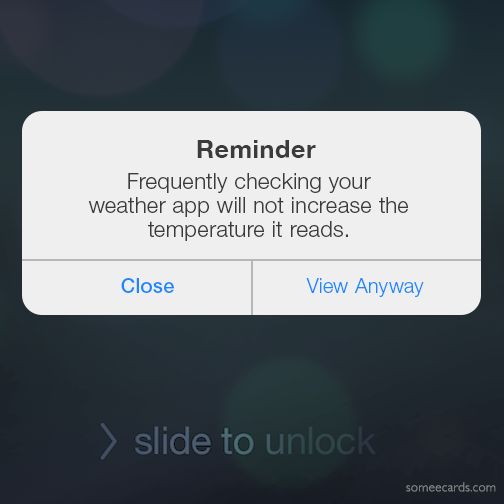 Reminder
Frequently checking your
weather app will not increase the
temperature it reads.
Close
View Anyway
slide to unlock
someecards.com